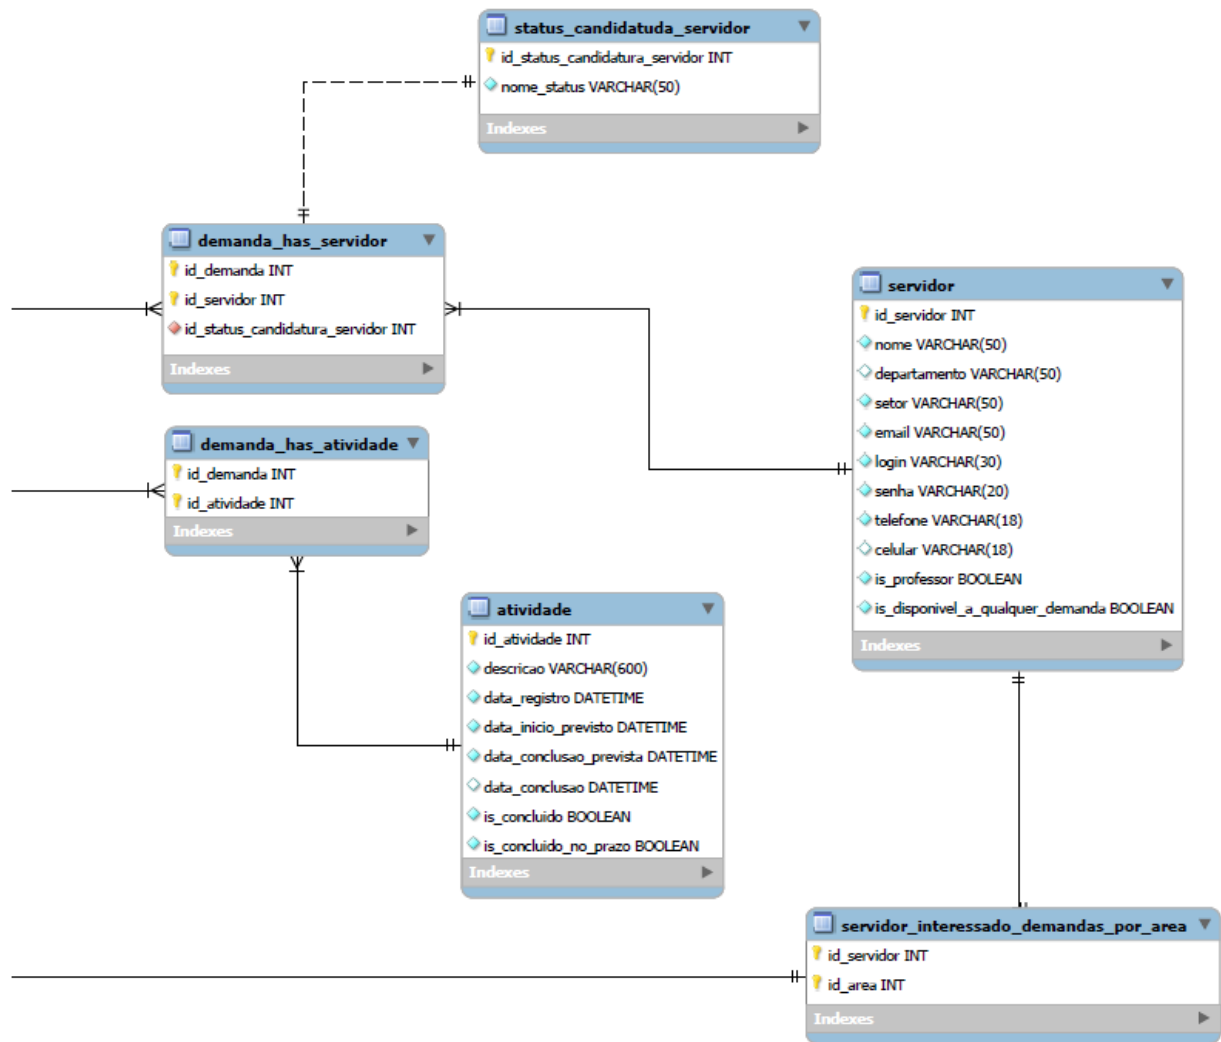 status_candidatuda_servidor
id_status_candidatura_servidor INT
nome_status VARCHAR(50)
Indexes
demanda_has_servidor
id_demanda INT
id_servidor INT
id_status_candidatura_servidor INT
Indexes
servidor
id_servidor INT
nome VARCHAR(50)
departamento VARCHAR(50)
setor VARCHAR(50)
email VARCHAR(50)
login VARCHAR(30)
senha VARCHAR(20)
telefone VARCHAR(18)
celular VARCHAR(18)
is_professor BOOLEAN
is_disponivel_a_qualquer_demanda BOOLEAN
Indexes
demanda_has_atividade
id_demanda INT
id_atividade INT
Indexes
atividade
id_atividade INT
descricao VARCHAR(600)
data_registro DATETIME
data_inicio_previsto DATETIME
data_conclusao_prevista DATETIME
data_conclusao DATETIME
is_concluido BOOLEAN
is_concluido_no_prazo BOOLEAN
Indexes
servidor_interessado_demandas_por_area
id_servidor INT
id_area INT
Indexes